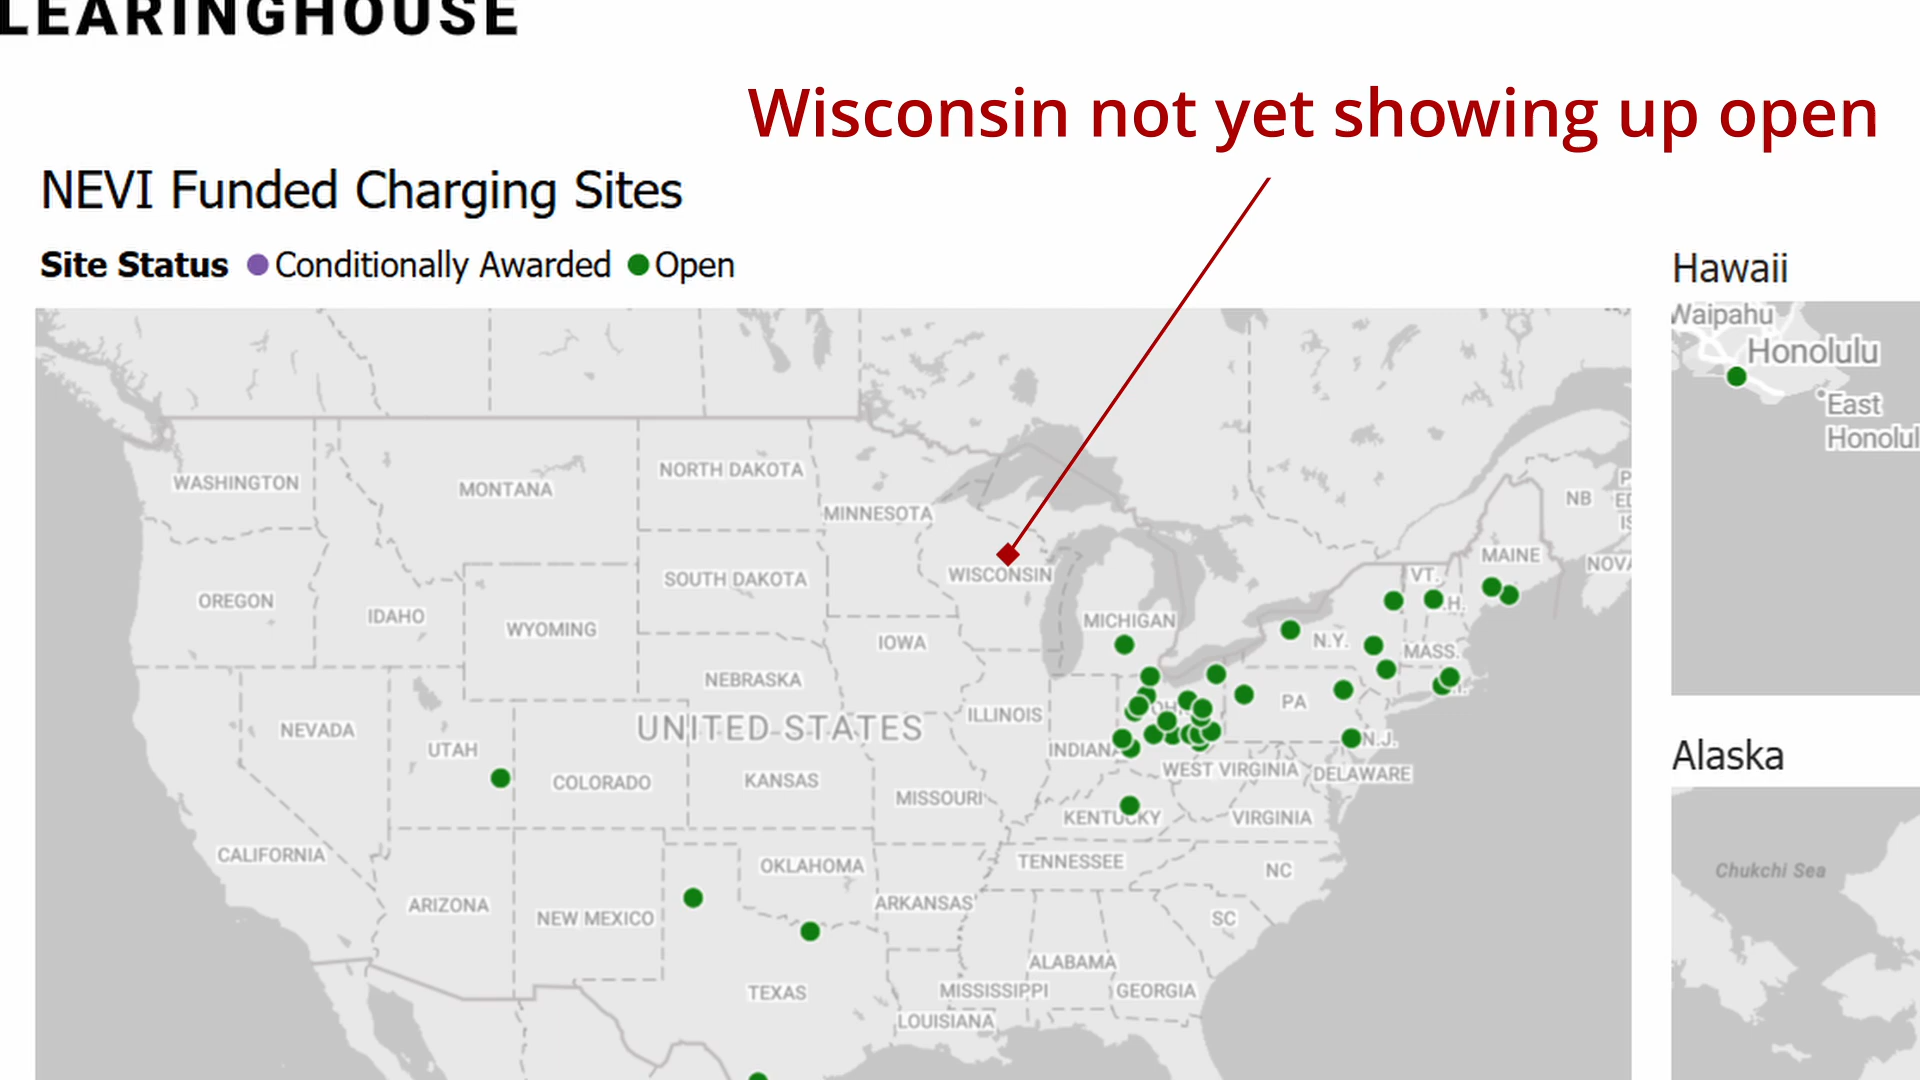 LEARINGHOUSE
Wisconsin not yet showing up open
NEVI Funded Charging Sites
Site Status Conditionally Awarded Open
Hawaii
Waipahu
Honolulu
East
Honolul
Alaska
Chukchi Sea
WASHINGTON
MONTANA
NORTH DAKOTA
MINNESOTA
WISCONSIN
SOUTH DAKOTA
OREGON
IDAHO
WYOMING
IOWA
MICHIGAN
NEBRASKA
NEVADA
UTAH
UNITED STATES
ILLINOIS
INDIANA
PA
N.Y.
MASS.
VT.
.H.
MAINE
NB
NOVA
N.J.
COLORADO
KANSAS
MISSOURI
WEST VIRGINIA
DELAWARE
KENTUCKY
VIRGINIA
CALIFORNIA
ARIZONA
NEW MEXICO
OKLAHOMA
ARKANSAS
TENNESSEE
NC
SC
TEXAS
LOUISIANA
MISSISSIPPI
ALABAMA
GEORGIA